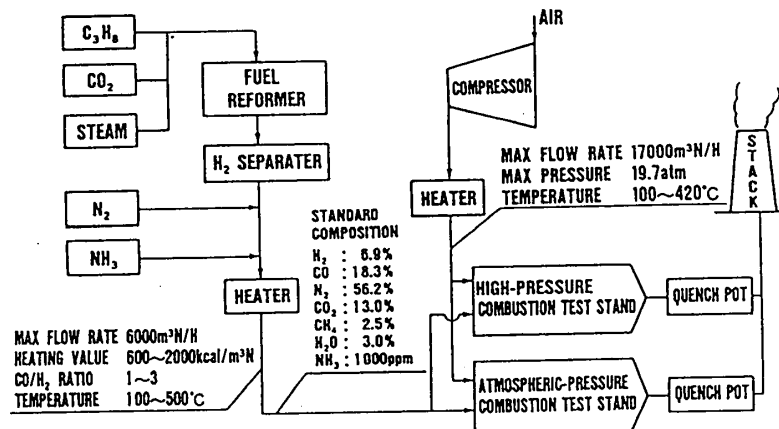 C₃H₈
CO₂
STEAM
FUEL
REFORMER
H₂ SEPARATER
N₂
NH₃
HEATER
MAX FLOW RATE 6000m³N/H
HEATING VALUE 600~2000kcal/m³N
CO/H₂ RATIO 1~3
TEMPERATURE 100~500℃
STANDARD
COMPOSITION
H₂ : 6.9%
CO : 18.3%
N₂ : 56.2%
CO₂ : 13.0%
CH₄ : 2.5%
H₂O : 3.0%
NH₃ : 1000ppm
AIR
COMPRESSOR
HEATER
MAX FLOW RATE 17000m³N/H
MAX PRESSURE 19.7atm
TEMPERATURE 100~420℃
STACK
HIGH-PRESSURE
COMBUSTION TEST STAND
QUENCH POT
ATMOSPHERIC-PRESSURE
COMBUSTION TEST STAND
QUENCH POT